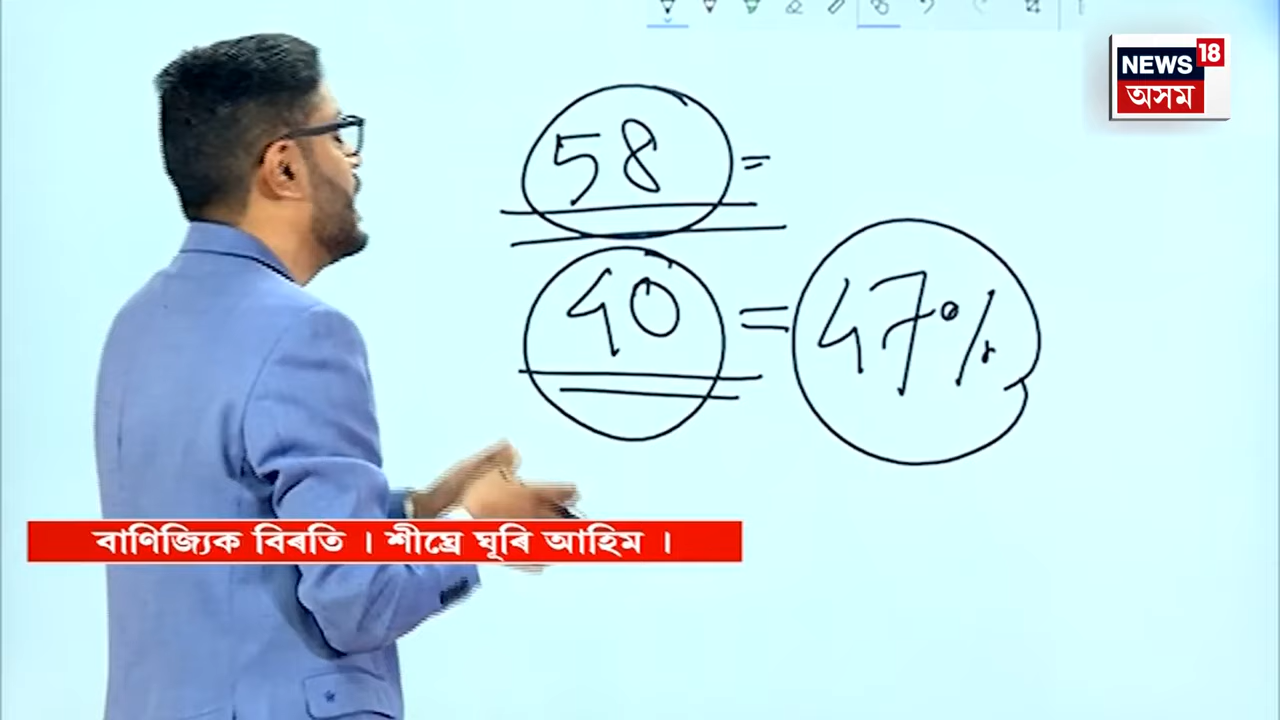 NEWS 18
অসম
58 =
40 = 47%
বাণিজ্যিক বিৰতি । শীঘ্ৰে ঘূৰি আহিম ।